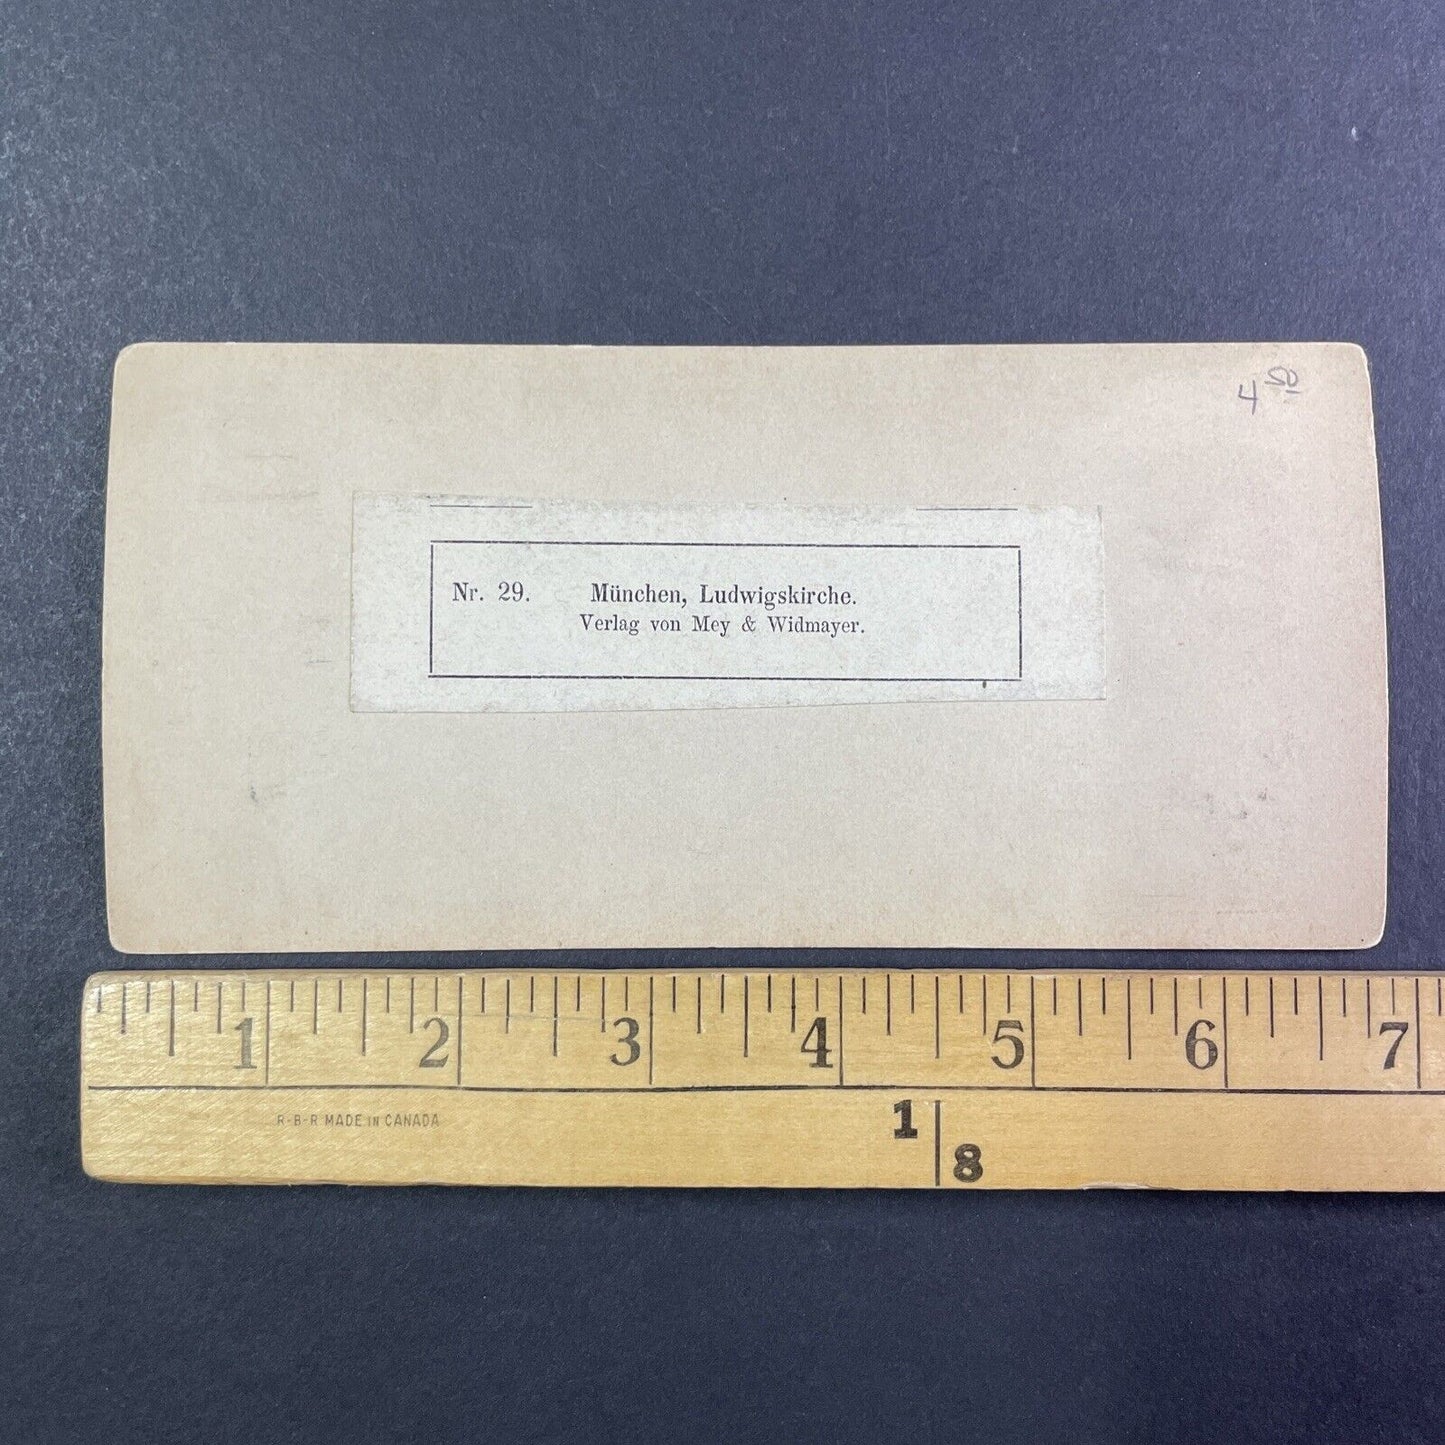 4 50
Nr. 29. München, Ludwigskirche.
Verlag von Mey & Widmayer.
1 2 3 4 5 6 7
R-B-R MADE IN CANADA
1 8